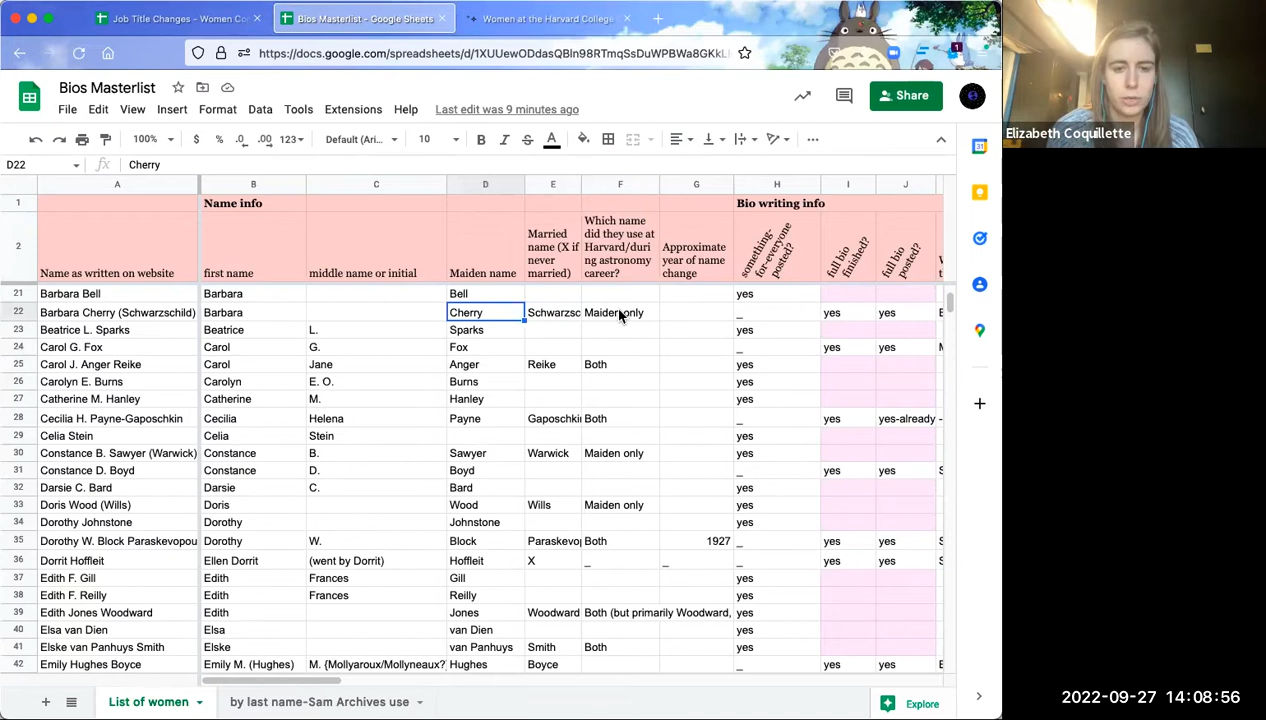 Job Title Changes - Women Co
Bios Masterlist - Google Sheets
Women at the Harvard College
https://docs.google.com/spreadsheets/d/1XUUewODdasQBln98RTmqSsDuWPBWa8GKkL
Bios Masterlist
File Edit View Insert Format Data Tools Extensions Help Last edit was 9 minutes ago
Share
100% $ % .0 .00 123 Default (Ari... 10 B I S A
D22 fx Cherry
A B C D E F G H I J
1 Name info Bio writing info
2 Name as written on website first name middle name or initial Maiden name Married name (X if never married) Which name did they use at Harvard/duri ng astronomy career? Approximate year of name change something-for-everyone posted? full bio finished? full bio posted?
21 Barbara Bell Barbara Bell yes
22 Barbara Cherry (Schwarzschild) Barbara Cherry Schwarzsc Maiden only _ yes yes
23 Beatrice L. Sparks Beatrice L. Sparks yes
24 Carol G. Fox Carol G. Fox _ yes yes
25 Carol J. Anger Reike Carol Jane Anger Reike Both yes
26 Carolyn E. Burns Carolyn E. O. Burns yes
27 Catherine M. Hanley Catherine M. Hanley yes
28 Cecilia H. Payne-Gaposchkin Cecilia Helena Payne Gaposchkin Both _ yes yes-already -
29 Celia Stein Celia Stein yes
30 Constance B. Sawyer (Warwick) Constance B. Sawyer Warwick Maiden only yes
31 Constance D. Boyd Constance D. Boyd _ yes yes
32 Darsie C. Bard Darsie C. Bard yes
33 Doris Wood (Wills) Doris Wood Wills Maiden only yes
34 Dorothy Johnstone Dorothy Johnstone yes
35 Dorothy W. Block Paraskevopou Dorothy W. Block Paraskevo Both 1927 _ yes yes
36 Dorrit Hoffleit Ellen Dorrit (went by Dorrit) Hoffleit X _ _ _ yes yes
37 Edith F. Gill Edith Frances Gill yes
38 Edith F. Reilly Edith Frances Reilly yes
39 Edith Jones Woodward Edith Jones Woodward Both (but primarily Woodward, yes
40 Elsa van Dien Elsa van Dien yes
41 Elske van Panhuys Smith Elske van Panhuys Smith Both yes
42 Emily Hughes Boyce Emily M. (Hughes) M. {Mollyaroux/Mollyneaux? Hughes Boyce _ yes yes
List of women
by last name-Sam Archives use
Explore
Elizabeth Coquillette
2022-09-27 14:08:56